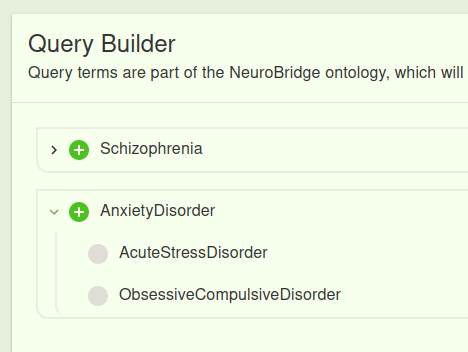 Query Builder
Query terms are part of the NeuroBridge ontology, which will
Schizophrenia
AnxietyDisorder
AcuteStressDisorder
ObsessiveCompulsiveDisorder